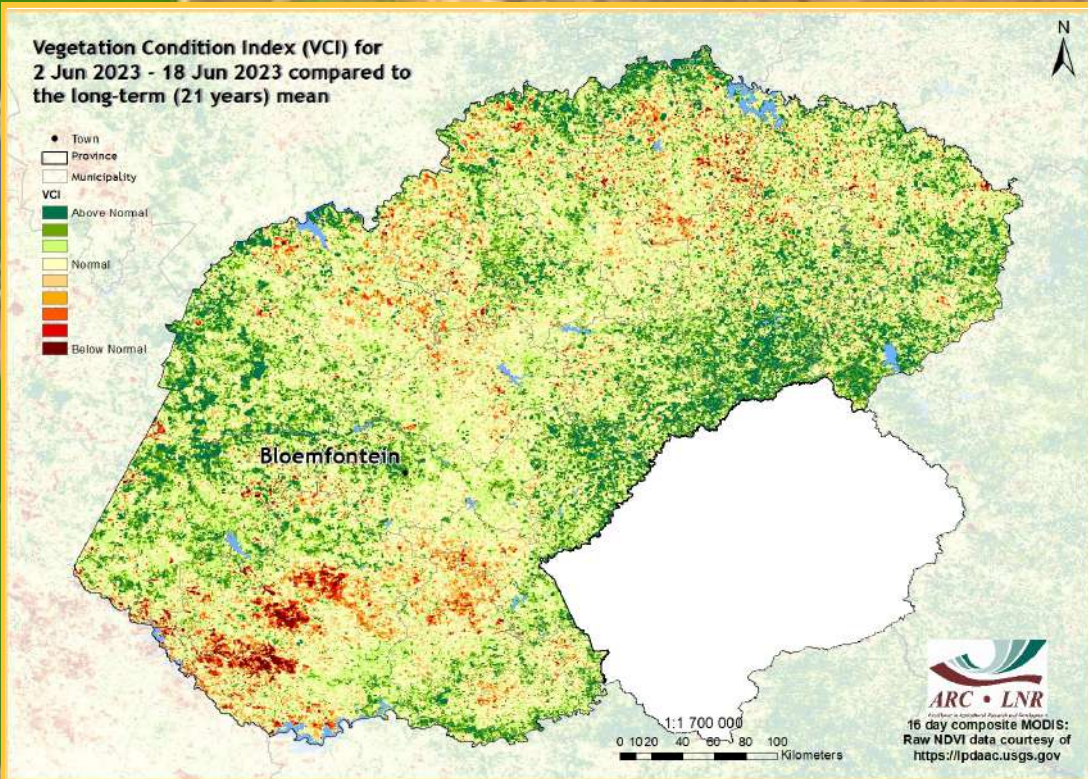 Vegetation Condition Index (VCI) for
2 Jun 2023 - 18 Jun 2023 compared to
the long-term (21 years) mean
N
Town
Province
Municipality
VCI
Above Normal
Normal
Below Normal
Bloemfontein
1:1 700 000
0 10 20 40 60 80 100
Kilometers
ARC • LNR
16 day composite MODIS:
Raw NDVI data courtesy of
https://lpdaac.usgs.gov